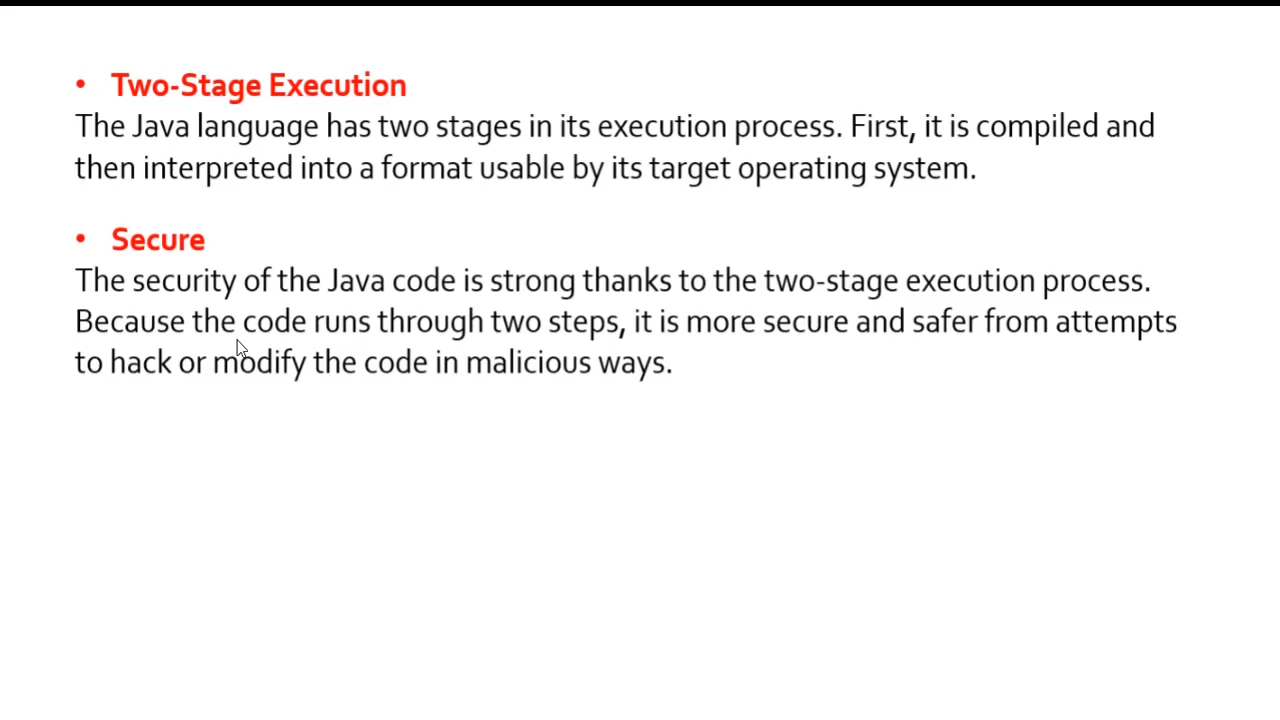 • Two-Stage Execution
The Java language has two stages in its execution process. First, it is compiled and
then interpreted into a format usable by its target operating system.
• Secure
The security of the Java code is strong thanks to the two-stage execution process.
Because the code runs through two steps, it is more secure and safer from attempts
to hack or modify the code in malicious ways.